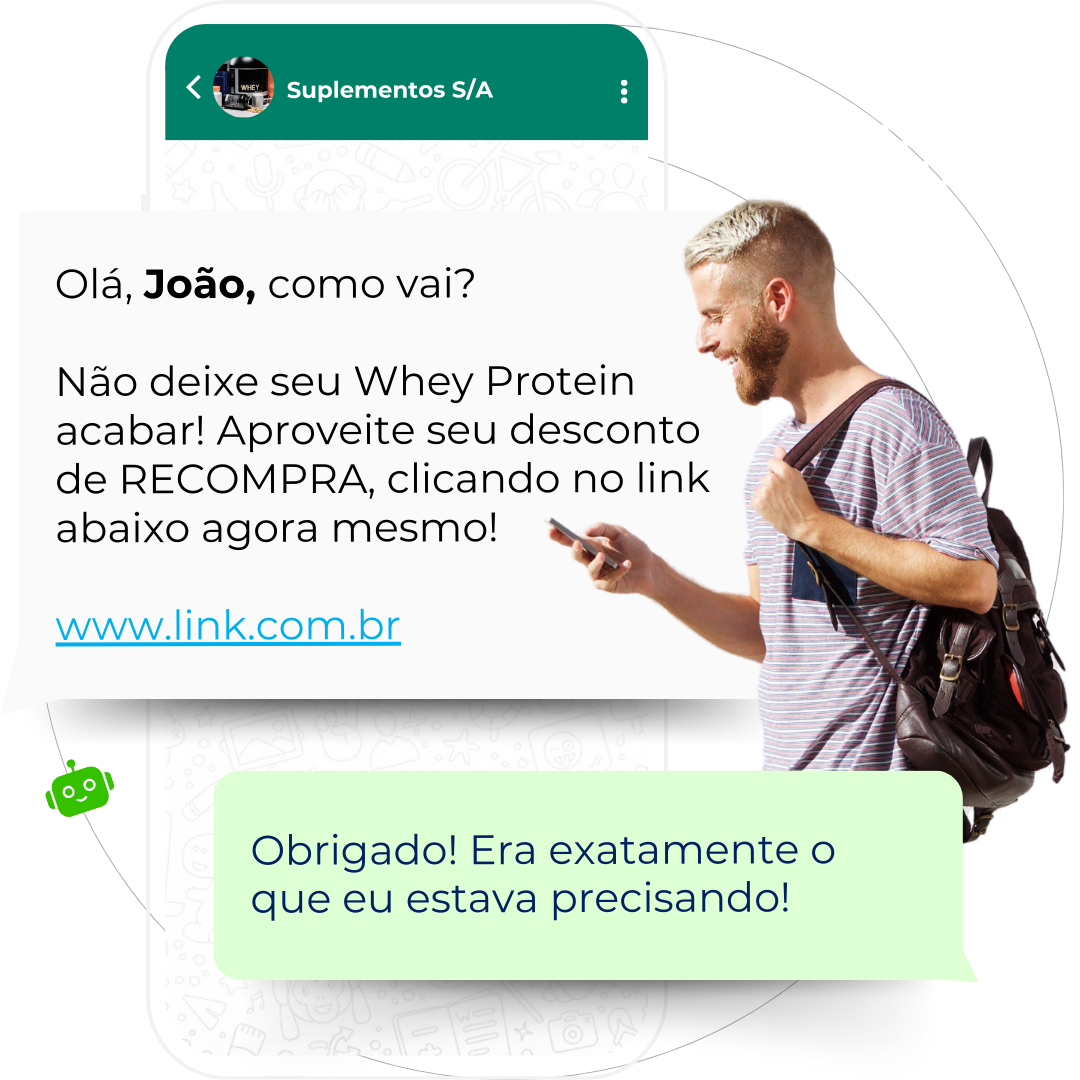 WHEY
Suplementos S/A
Olá, João, como vai?
Não deixe seu Whey Protein
acabar! Aproveite seu desconto
de RECOMPRA, clicando no link
abaixo agora mesmo!
www.link.com.br
Obrigado! Era exatamente o
que eu estava precisando!